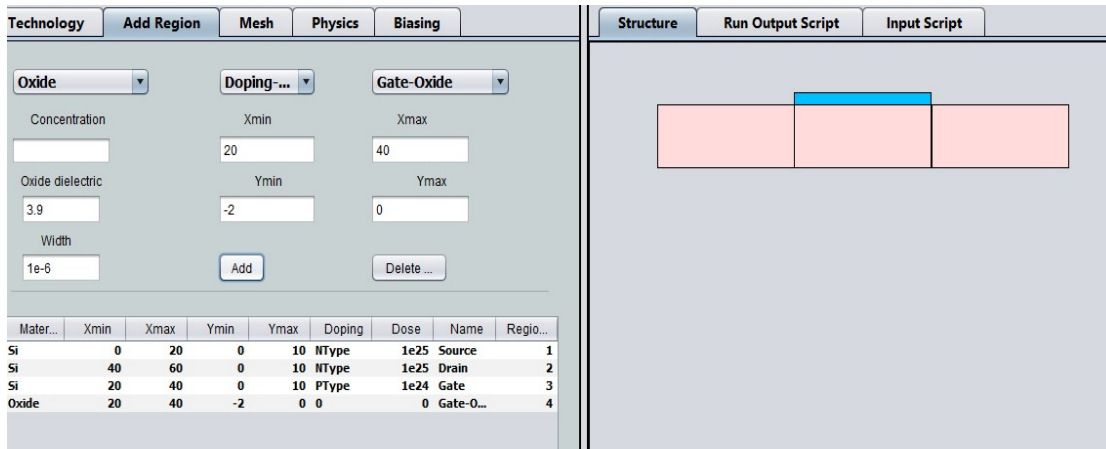 Technology Add Region Mesh Physics Biasing
Structure Run Output Script Input Script
Oxide Doping-... Gate-Oxide
Concentration Xmin Xmax
20 40
Oxide dielectric Ymin Ymax
3.9 -2 0
Width
1e-6 Add Delete ...
Mater... Xmin Xmax Ymin Ymax Doping Dose Name Regio...
Si 0 20 0 10 NType 1e25 Source 1
Si 40 60 0 10 NType 1e25 Drain 2
Si 20 40 0 10 PType 1e24 Gate 3
Oxide 20 40 -2 0 0 0 Gate-O... 4